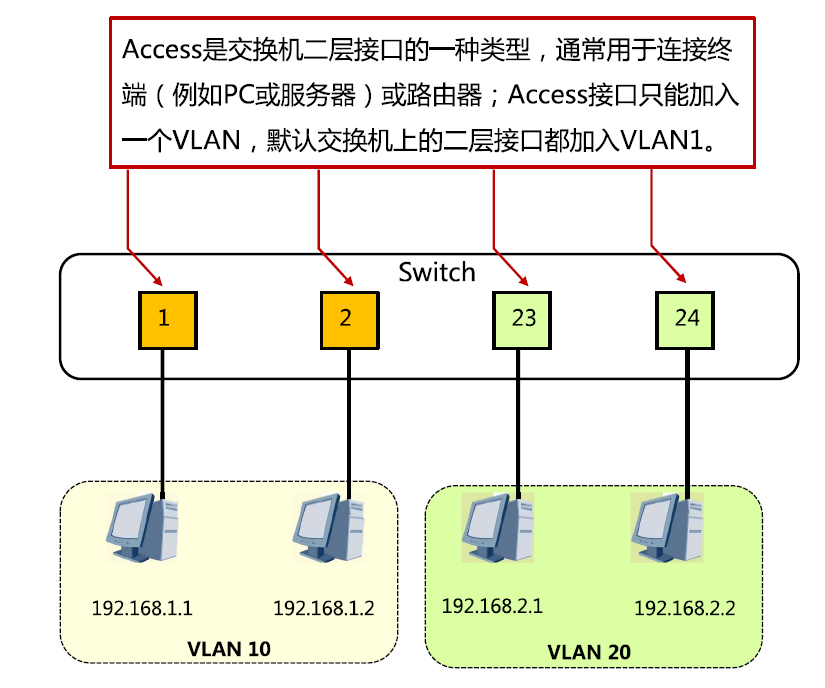 Access是交换机二层接口的一种类型，通常用于连接终
端（例如PC或服务器）或路由器；Access接口只能加入
一个VLAN，默认交换机上的二层接口都加入VLAN1。
Switch
1
2
23
24
192.168.1.1
192.168.1.2
192.168.2.1
192.168.2.2
VLAN 10
VLAN 20